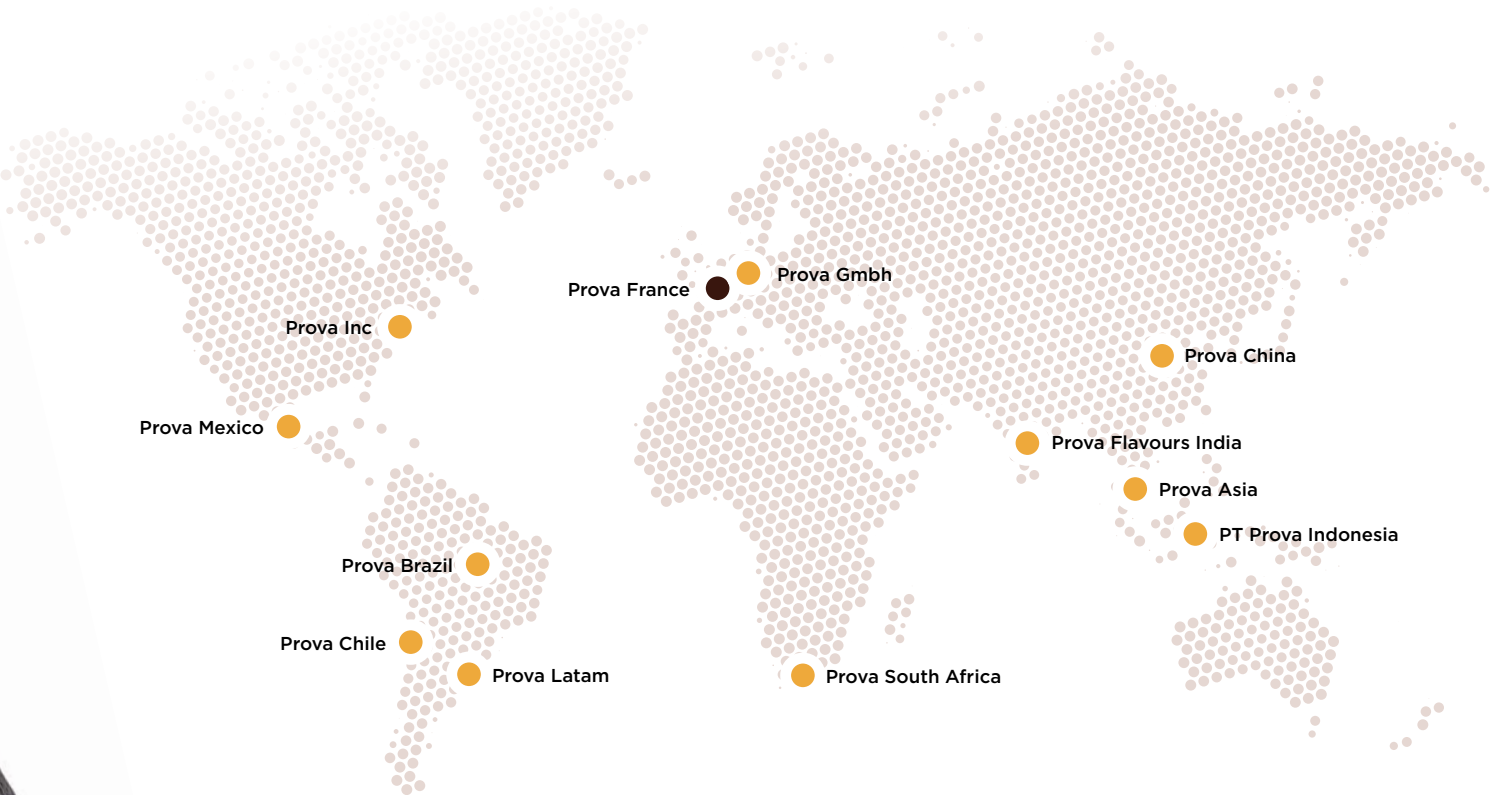 Prova Gmbh
Prova France
Prova Inc
Prova China
Prova Mexico
Prova Flavours India
Prova Asia
PT Prova Indonesia
Prova Brazil
Prova Chile
Prova Latam
Prova South Africa